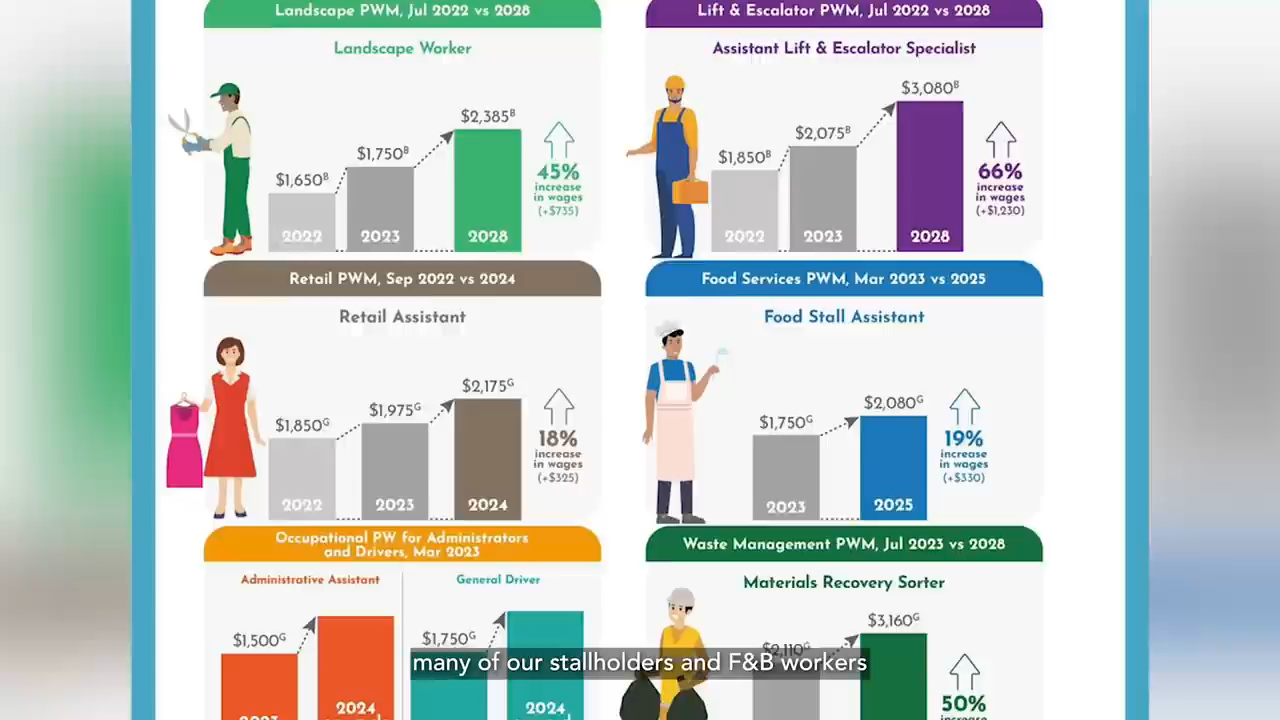 Landscape PWM, Jul 2022 vs 2028
Landscape Worker
$1,650ᴮ
$1,750ᴮ
$2,385ᴮ
2022
2023
2028
45%
increase
in wages
(+$735)
Lift & Escalator PWM, Jul 2022 vs 2028
Assistant Lift & Escalator Specialist
$1,850ᴮ
$2,075ᴮ
$3,080ᴮ
2022
2023
2028
66%
increase
in wages
(+$1,230)
Retail PWM, Sep 2022 vs 2024
Retail Assistant
$1,850ᴳ
$1,975ᴳ
$2,175ᴳ
2022
2023
2024
18%
increase
in wages
(+$325)
Food Services PWM, Mar 2023 vs 2025
Food Stall Assistant
$1,750ᴳ
$2,080ᴳ
2023
2025
19%
increase
in wages
(+$330)
Occupational PW for Administrators
and Drivers, Mar 2023
Administrative Assistant
$1,500ᴳ
2023
2024
General Driver
$1,750ᴳ
2024
Waste Management PWM, Jul 2023 vs 2028
Materials Recovery Sorter
$2,110ᴳ
$3,160ᴳ
50%
increase
many of our stallholders and F&B workers